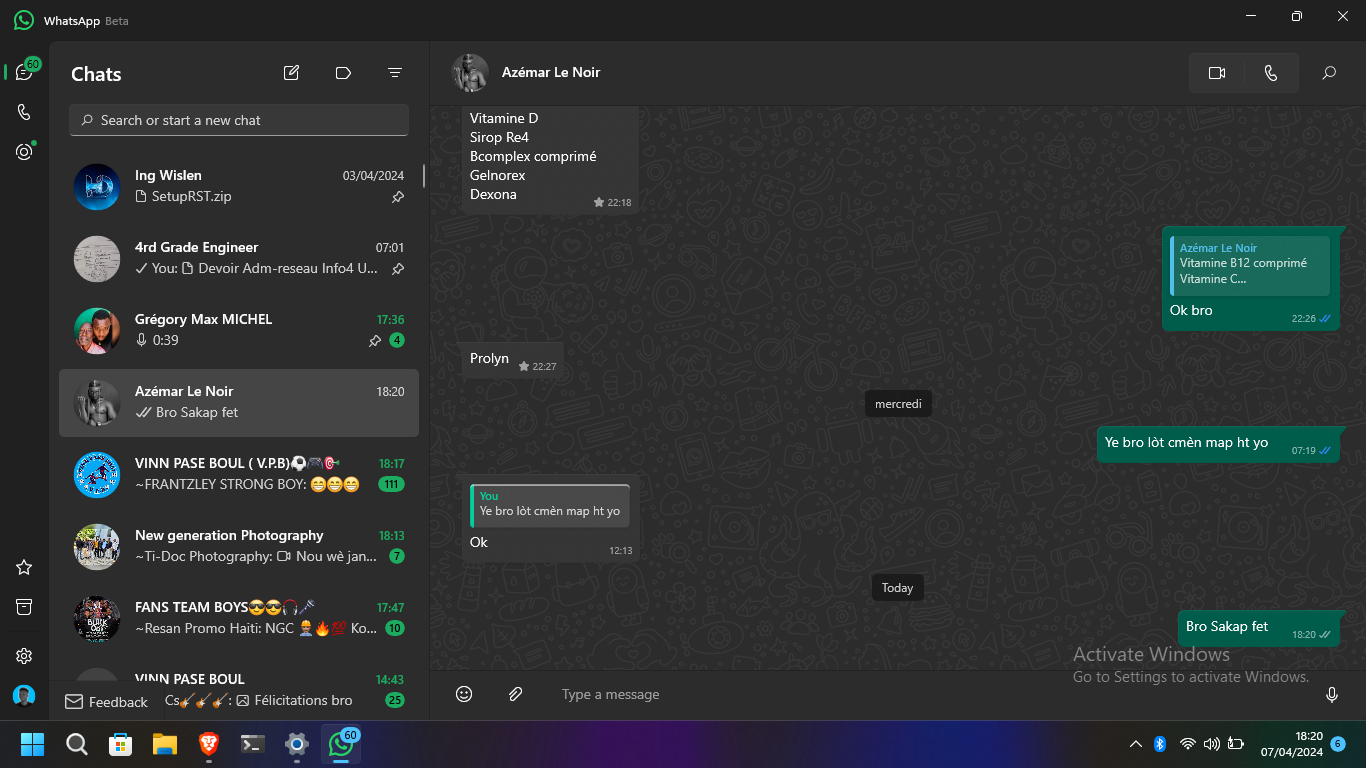 WhatsApp Beta
60
Chats
Search or start a new chat
Ing Wislen 03/04/2024
SetupRST.zip
4rd Grade Engineer 07:01
You: Devoir Adm-reseau Info4 U...
Grégory Max MICHEL 17:36
0:39 4
Azémar Le Noir 18:20
Bro Sakap fet
VINN PASE BOUL ( V.P.B)⚽🎮🎯 18:17
~FRANTZLEY STRONG BOY: 😁😁😁 111
New generation Photography 18:13
~Ti-Doc Photography: Nou wè jan... 7
FANS TEAM BOYS😎😎🎧🎤 17:47
~Resan Promo Haiti: NGC 👷🔥💯 Ko... 10
VINN PASE BOUL 14:43
Cs🎸🎸🎸: Félicitations bro 25
Feedback
Azémar Le Noir
Vitamine D
Sirop Re4
Bcomplex comprimé
Gelnorex
Dexona
22:18
Azémar Le Noir
Vitamine B12 comprimé
Vitamine C...
Ok bro
22:26
Prolyn 22:27
mercredi
Ye bro lòt cmèn map ht yo 07:19
You
Ye bro lòt cmèn map ht yo
Ok
12:13
Today
Bro Sakap fet 18:20
Activate Windows
Go to Settings to activate Windows.
Type a message
60
18:20
07/04/2024
6